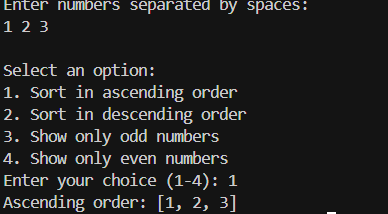 Enter numbers separated by spaces:
1 2 3
Select an option:
1. Sort in ascending order
2. Sort in descending order
3. Show only odd numbers
4. Show only even numbers
Enter your choice (1-4): 1
Ascending order: [1, 2, 3]